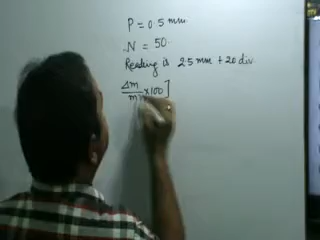 P = 0.5 mm
N = 50.
Reading is 2.5 mm + 20 div.
Δm/m × 100]